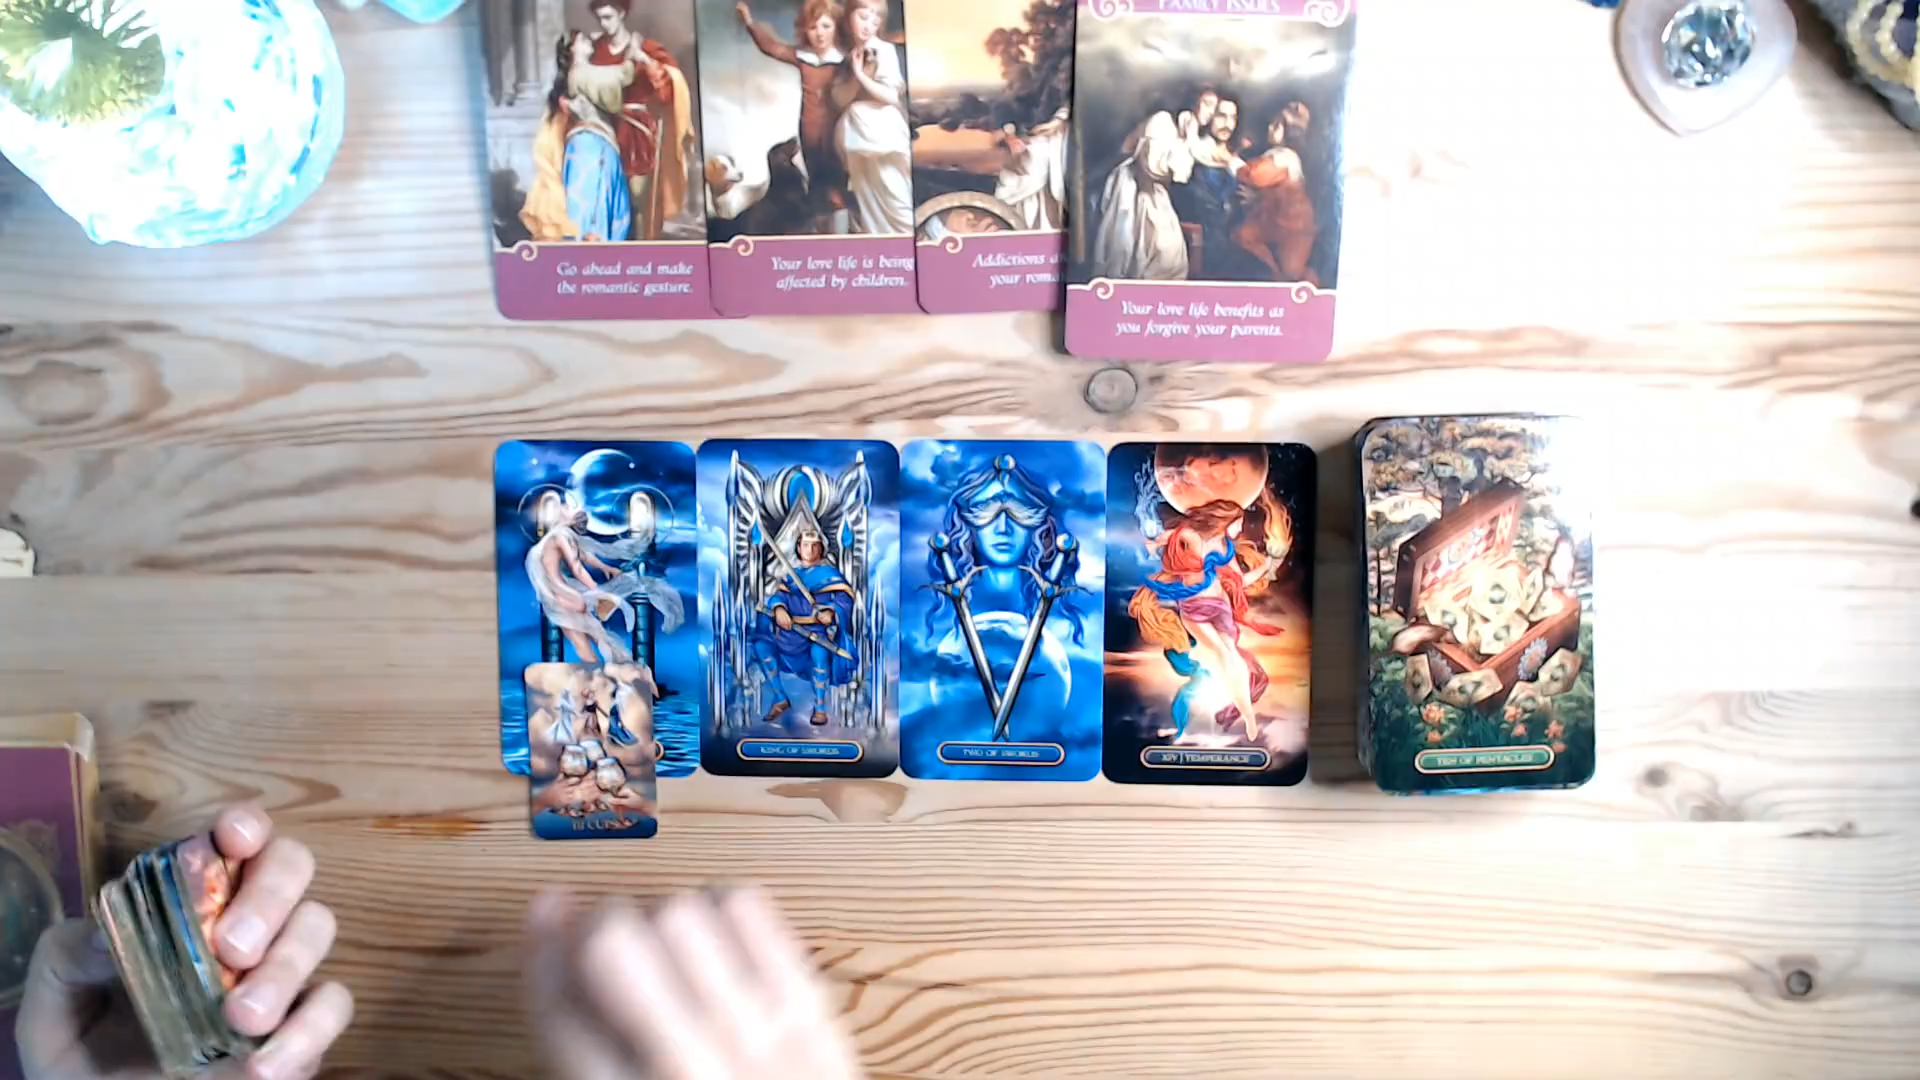 FAMILY ISSUES
Go ahead and make
the romantic gesture.
Your love life is being
affected by children.
Addictions
your
Your love life benefits as
you forgive your parents.
KING OF SWORDS
TWO OF SWORDS
XIV | TEMPERANCE
TEN OF PENTACLES
III CUPS